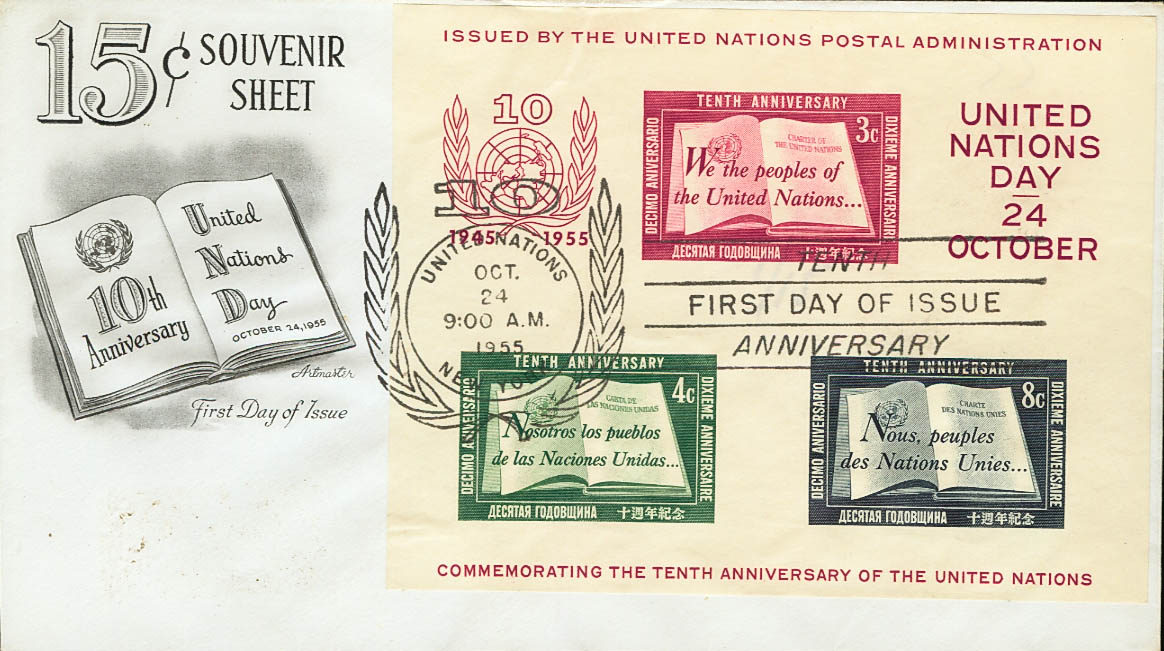 15¢ SOUVENIR
SHEET
10th
Anniversary
United
Nations
Day
OCTOBER 24, 1955
Artmaster
First Day of Issue
ISSUED BY THE UNITED NATIONS POSTAL ADMINISTRATION
10
1945 1955
TENTH ANNIVERSARY
3c
DECIMO ANIVERSARIO
DIXIEME ANNIVERSAIRE
CHARTER OF
THE UNITED NATIONS
We the peoples of
the United Nations...
ДЕСЯТАЯ ГОДОВЩИНА 十週年紀念
UNITED
NATIONS
DAY
24
OCTOBER
10
UNITED NATIONS
OCT.
24
9:00 A.M.
1955
NEW YORK
TENTH
FIRST DAY OF ISSUE
ANNIVERSARY
TENTH ANNIVERSARY
4c
DECIMO ANIVERSARIO
DIXIEME ANNIVERSAIRE
CARTA DE
LAS NACIONES UNIDAS
Nosotros los pueblos
de las Naciones Unidas...
ДЕСЯТАЯ ГОДОВЩИНА 十週年紀念
TENTH ANNIVERSARY
8c
DECIMO ANIVERSARIO
DIXIEME ANNIVERSAIRE
CHARTE
DES NATIONS UNIES
Nous, peuples
des Nations Unies...
ДЕСЯТАЯ ГОДОВЩИНА 十週年紀念
COMMEMORATING THE TENTH ANNIVERSARY OF THE UNITED NATIONS